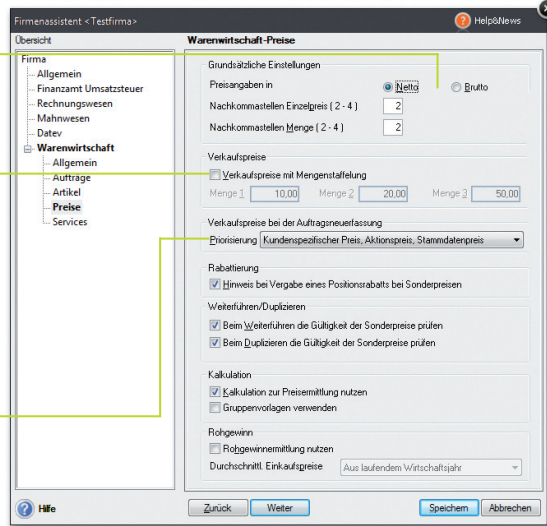 Firmenassistent <Testfirma>
Help&News
Übersicht
Firma
Allgemein
Finanzamt Umsatzsteuer
Rechnungswesen
Mahnwesen
Datev
Warenwirtschaft
Allgemein
Aufträge
Artikel
Preise
Services
Warenwirtschaft-Preise
Grundsätzliche Einstellungen
Preisangaben in Netto Brutto
Nachkommastellen Einzelpreis ( 2 - 4 ) 2
Nachkommastellen Menge ( 2 - 4 ) 2
Verkaufspreise
Verkaufspreise mit Mengenstaffelung
Menge 1 10,00 Menge 2 20,00 Menge 3 50,00
Verkaufspreise bei der Auftragsneuerfassung
Priorisierung Kundenspezifischer Preis, Aktionspreis, Stammdatenpreis
Rabattierung
Hinweis bei Vergabe eines Positionsrabatts bei Sonderpreisen
Weiterführen/Duplizieren
Beim Weiterführen die Gültigkeit der Sonderpreise prüfen
Beim Duplizieren die Gültigkeit der Sonderpreise prüfen
Kalkulation
Kalkulation zur Preisermittlung nutzen
Gruppenvorlagen verwenden
Rohgewinn
Rohgewinnermittlung nutzen
Durchschnittl. Einkaufspreise Aus laufendem Wirtschaftsjahr
Hilfe
Zurück Weiter Speichern Abbrechen